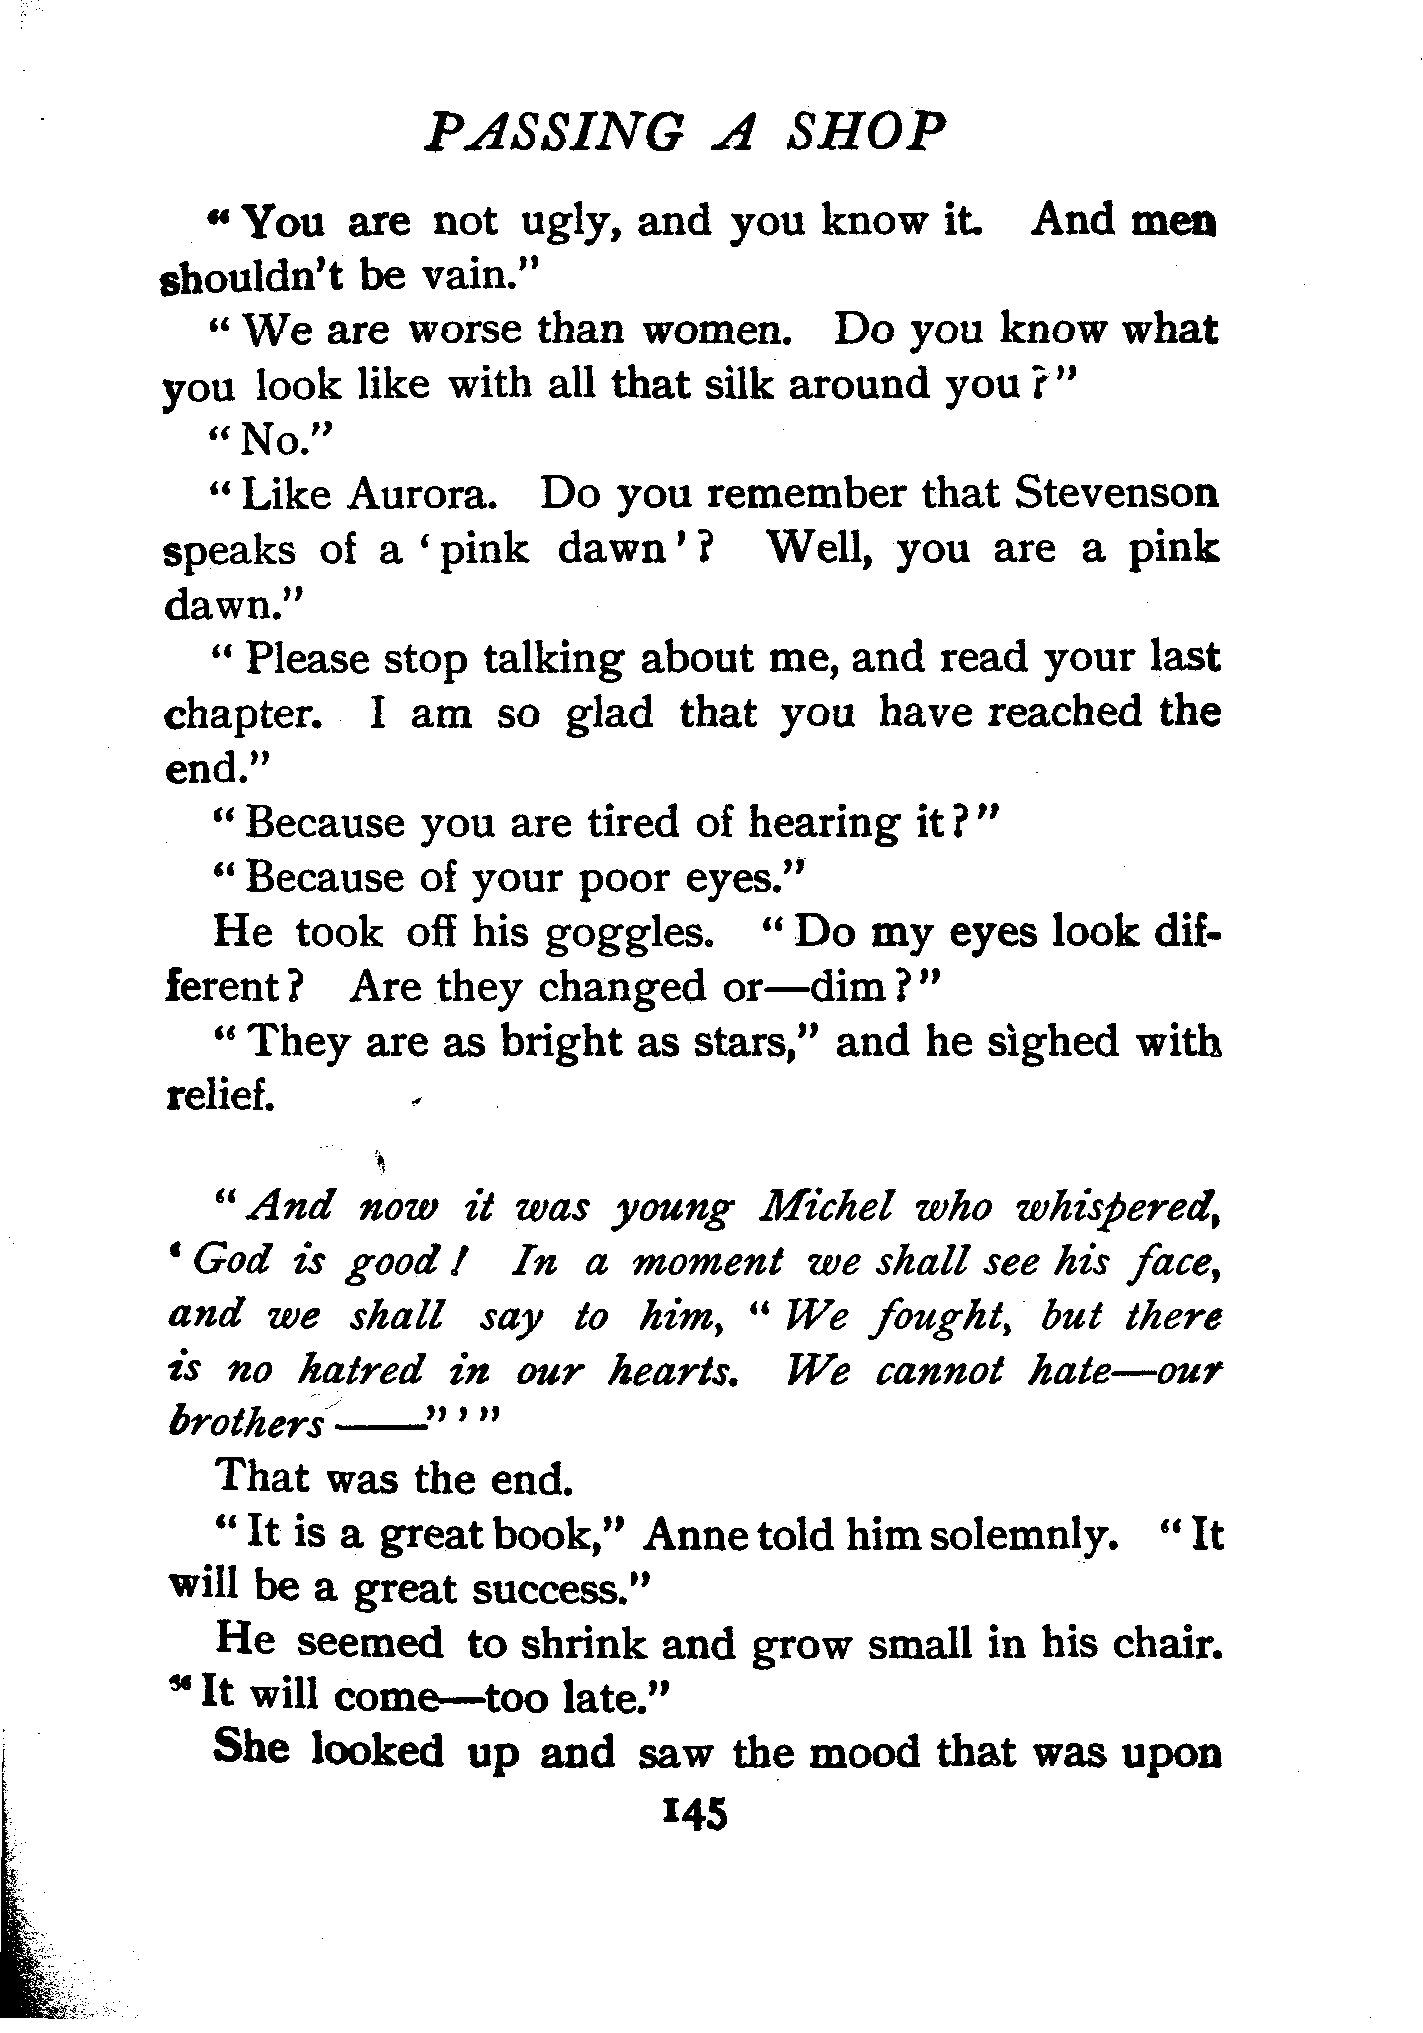 PASSING A SHOP
"You are not ugly, and you know it. And men
shouldn't be vain."
"We are worse than women. Do you know what
you look like with all that silk around you?"
"No."
"Like Aurora. Do you remember that Stevenson
speaks of a 'pink dawn'? Well, you are a pink
dawn."
"Please stop talking about me, and read your last
chapter. I am so glad that you have reached the
end."
"Because you are tired of hearing it?"
"Because of your poor eyes."
He took off his goggles. "Do my eyes look dif-
ferent? Are they changed or—dim?"
"They are as bright as stars," and he sighed with
relief.
"And now it was young Michel who whispered,
'God is good! In a moment we shall see his face,
and we shall say to him, "We fought, but there
is no hatred in our hearts. We cannot hate—our
brothers——"'"
That was the end.
"It is a great book," Anne told him solemnly. "It
will be a great success."
He seemed to shrink and grow small in his chair.
"It will come—too late."
She looked up and saw the mood that was upon
145